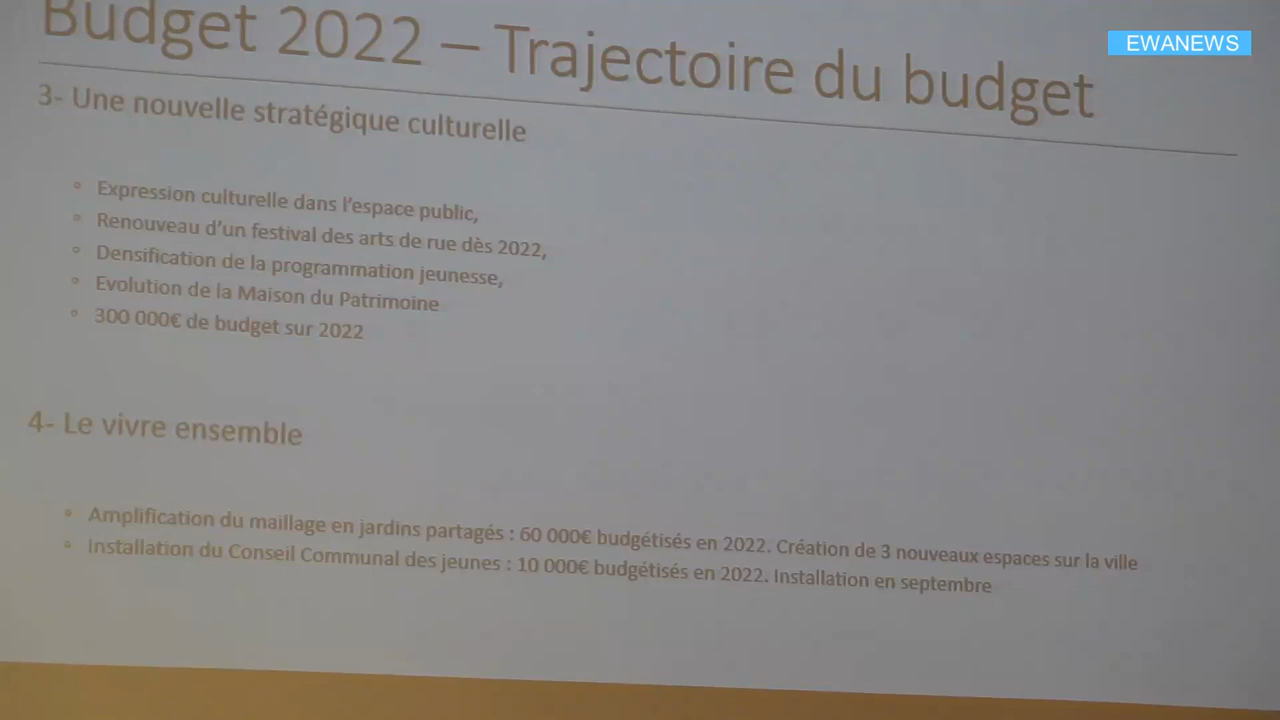 Budget 2022 – Trajectoire du budget
EWANEWS
3- Une nouvelle stratégique culturelle
° Expression culturelle dans l'espace public,
° Renouveau d'un festival des arts de rue dès 2022,
° Densification de la programmation jeunesse,
° Evolution de la Maison du Patrimoine
° 300 000€ de budget sur 2022
4- Le vivre ensemble
° Amplification du maillage en jardins partagés : 60 000€ budgétisés en 2022. Création de 3 nouveaux espaces sur la ville
° Installation du Conseil Communal des jeunes : 10 000€ budgétisés en 2022. Installation en septembre